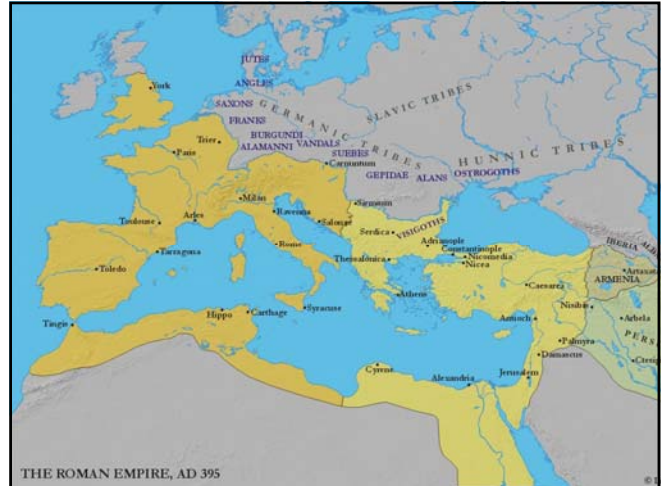 JUTES
ANGLES
York
SAXONS
GERMANIC TRIBES
SLAVIC TRIBES
FRANKS
Trier
BURGUNDI
ALAMANNI
VANDALS
SUEBES
HUNNIC TRIBES
Paris
Carnuntum
GEPIDAE
ALANS
OSTROGOTHS
Milan
Sirmium
Ravenna
Toulouse
Arles
Salonae
Serdica
VISIGOTHS
IBERIA
Tarragona
Rome
Adrianople
Constantinople
Nicomedia
Nicea
ARMENIA
Thessalonica
Toledo
Caesarea
Athens
Nisibis
Arbela
Tingis
Hippo
Carthage
Syracuse
Antioch
PERS
Palmyra
Damascus
Cyrene
Alexandria
Jerusalem
THE ROMAN EMPIRE, AD 395